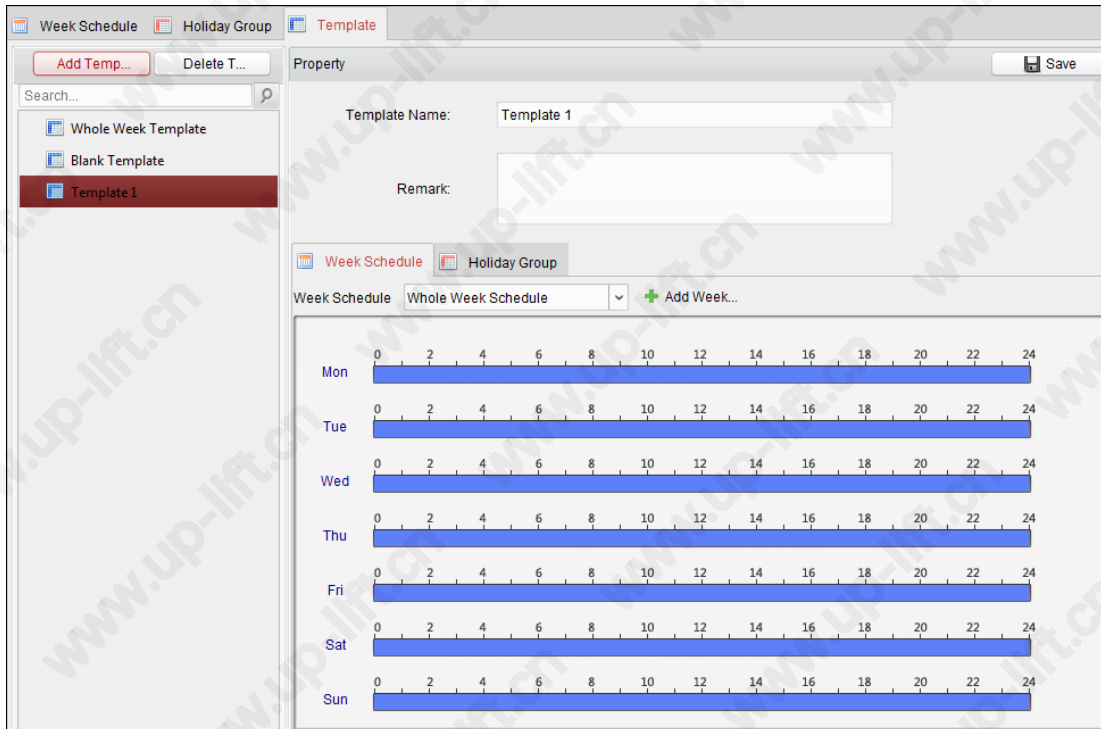 Week Schedule Holiday Group Template
Add Temp... Delete T... Property Save
Search...
Template Name: Template 1
Whole Week Template
Blank Template
Template 1
Remark:
Week Schedule Holiday Group
Week Schedule Whole Week Schedule Add Week...
0 2 4 6 8 10 12 14 16 18 20 22 24
Mon
0 2 4 6 8 10 12 14 16 18 20 22 24
Tue
0 2 4 6 8 10 12 14 16 18 20 22 24
Wed
0 2 4 6 8 10 12 14 16 18 20 22 24
Thu
0 2 4 6 8 10 12 14 16 18 20 22 24
Fri
0 2 4 6 8 10 12 14 16 18 20 22 24
Sat
0 2 4 6 8 10 12 14 16 18 20 22 24
Sun
www.up-lift.cn